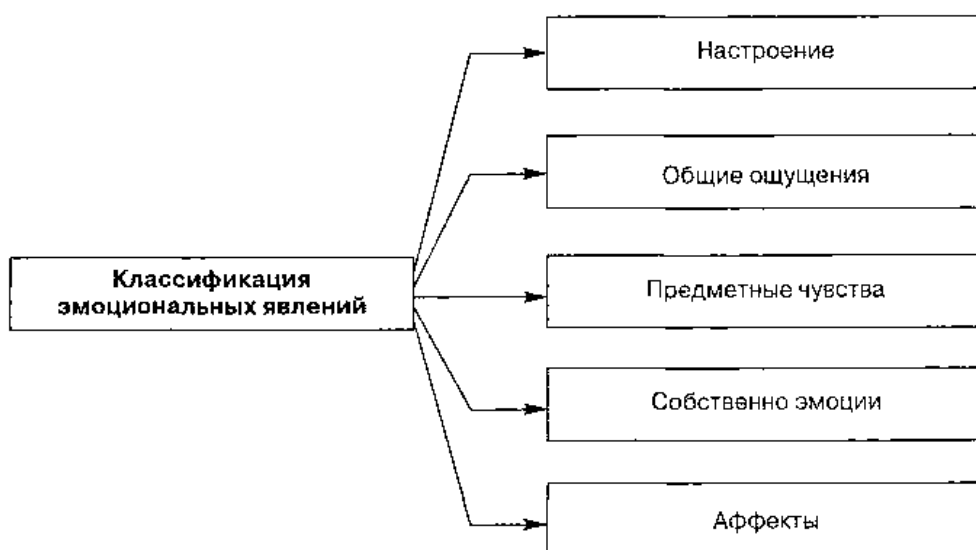 Настроение
Общие ощущения
Классификация
эмоциональных явлений
Предметные чувства
Собственно эмоции
Аффекты